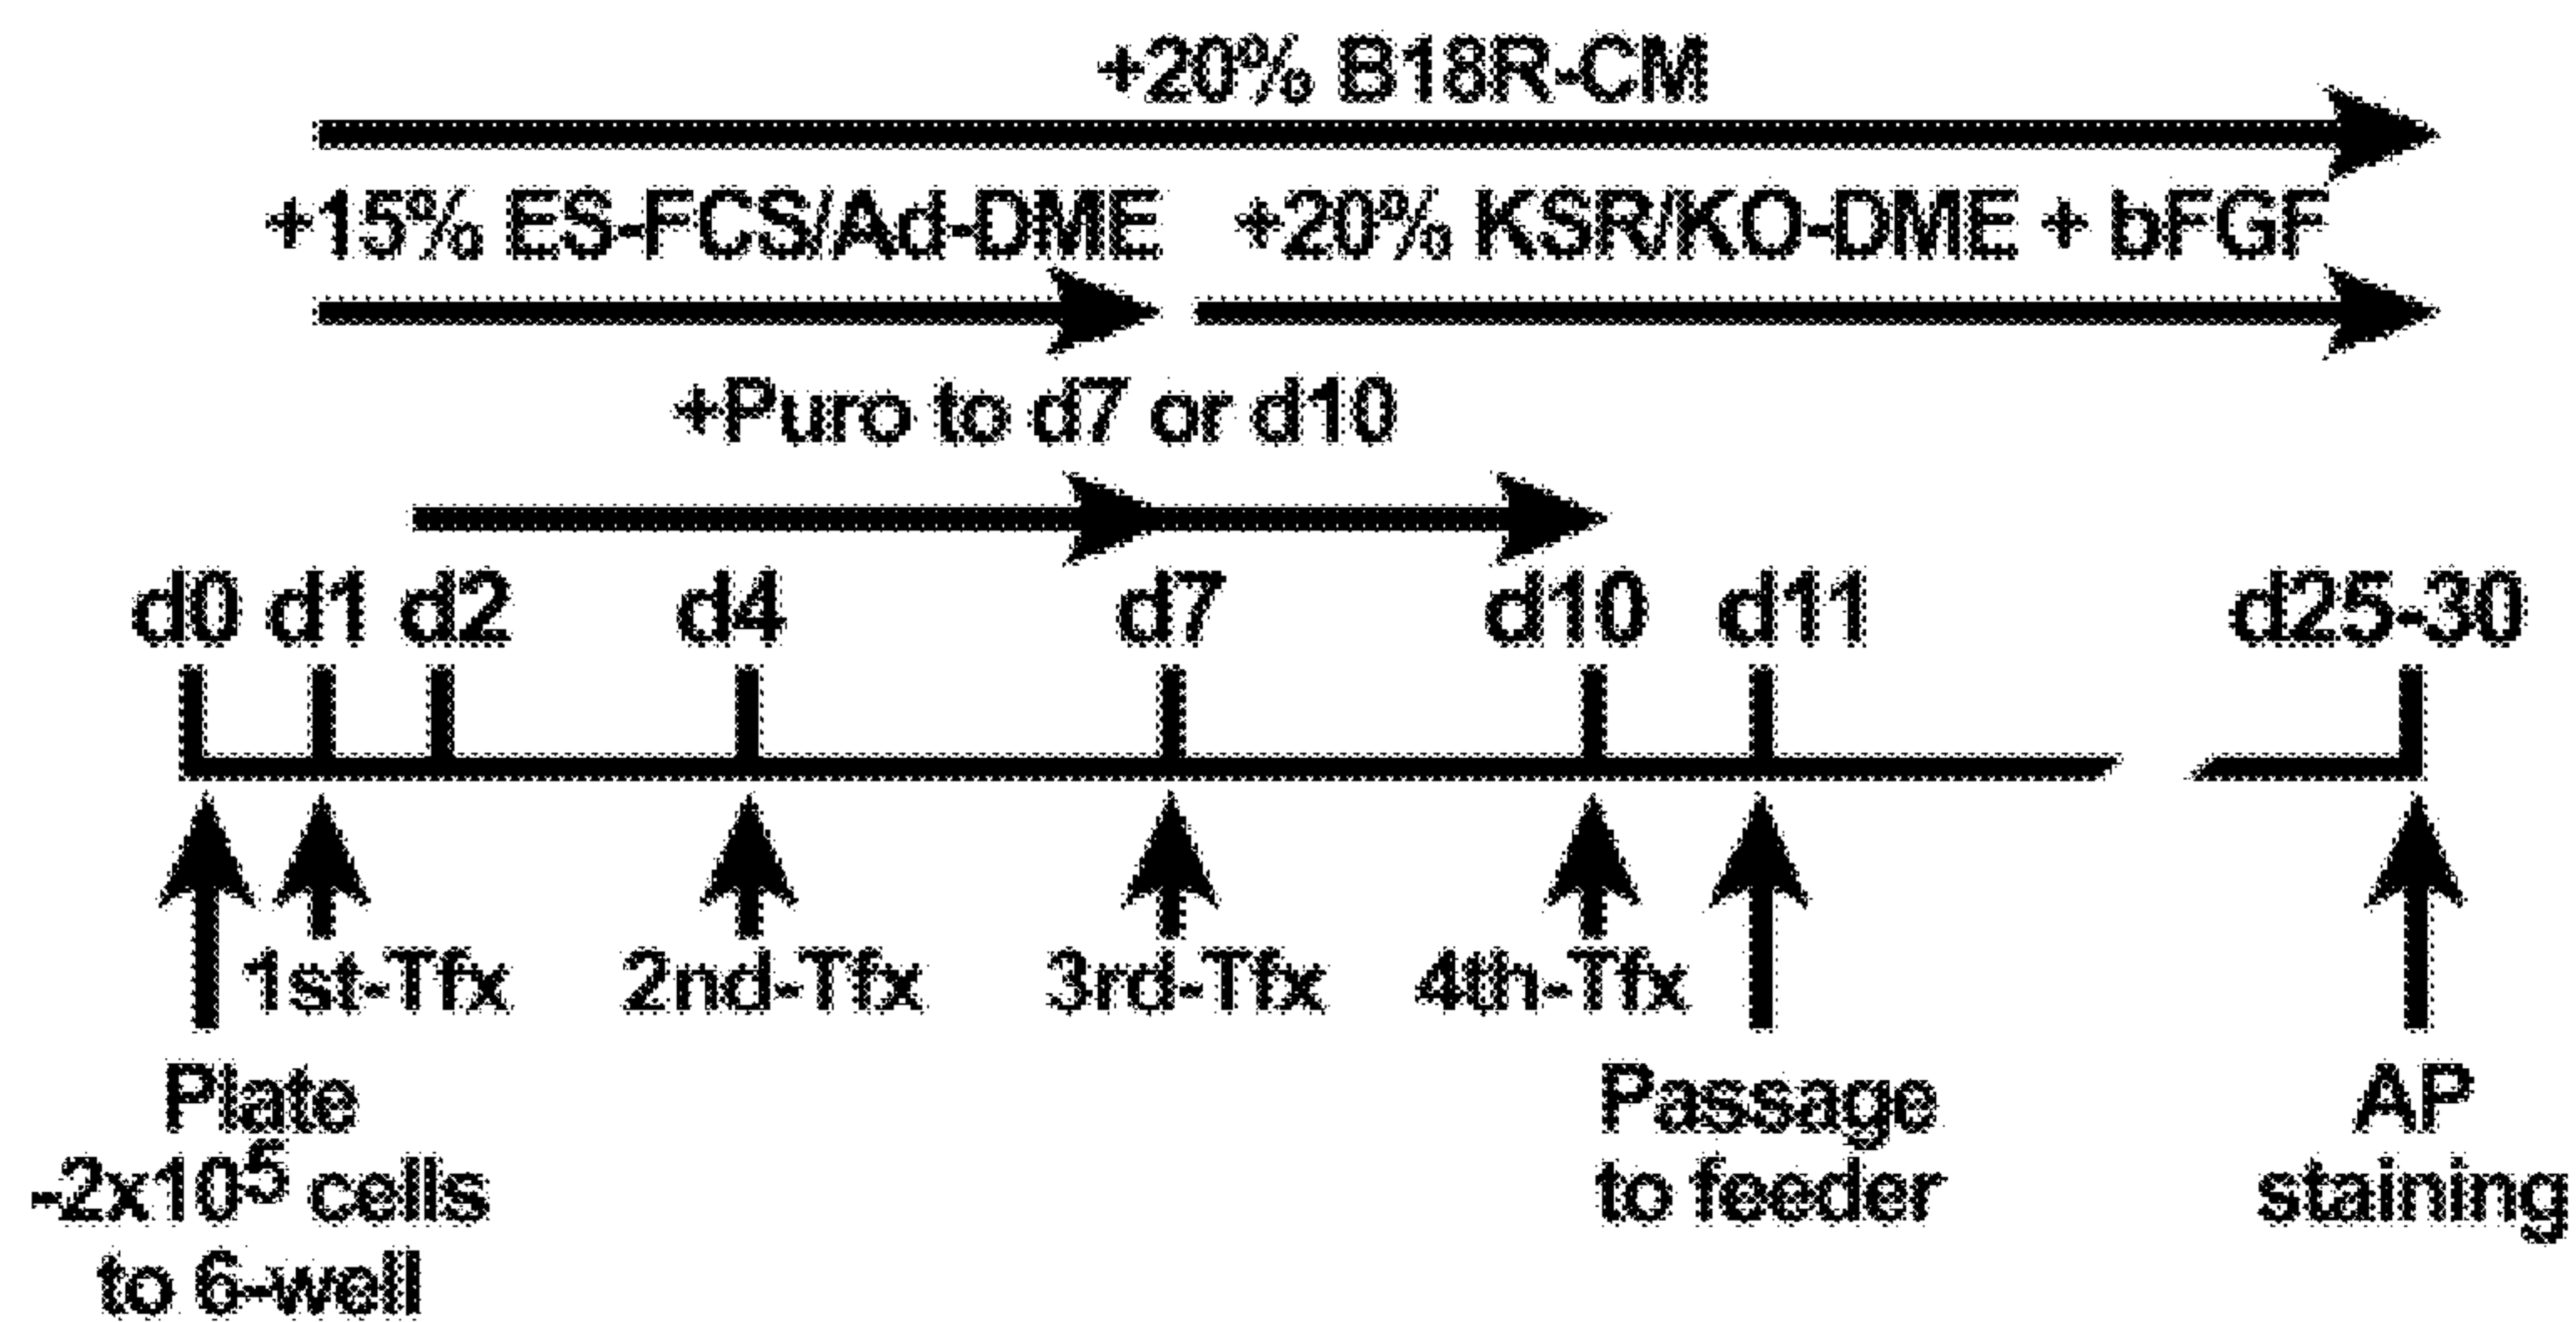 +20% B18R-CM
+15% ES-FCS/Ad-DME +20% KSR/KO-DME + bFGF
+Puro to d7 or d10
d0 d1 d2 d4 d7 d10 d11 d25-30
1st-Tfx 2nd-Tfx 3rd-Tfx 4th-Tfx
Plate
-2x10⁵ cells
to 6-well
Passage
to feeder
AP
staining